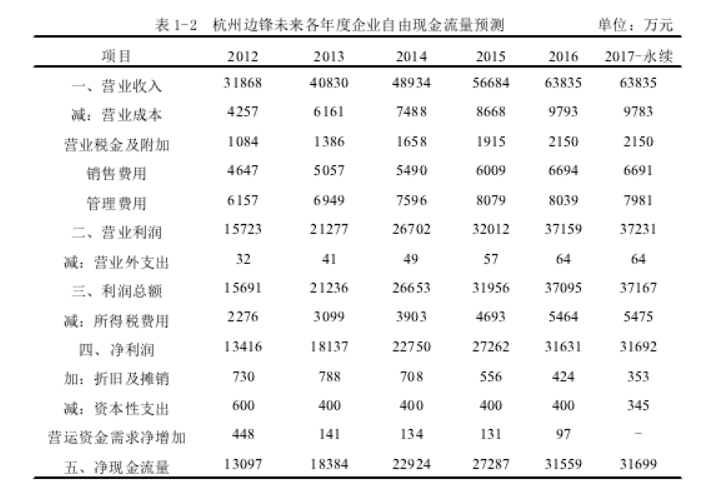 表 1-2 杭州边锋未来各年度企业自由现金流量预测 单位：万元
项目 2012 2013 2014 2015 2016 2017-永续
一、营业收入 31868 40830 48934 56684 63835 63835
减：营业成本 4257 6161 7488 8668 9793 9783
营业税金及附加 1084 1386 1658 1915 2150 2150
销售费用 4647 5057 5490 6009 6694 6691
管理费用 6157 6949 7596 8079 8039 7981
二、营业利润 15723 21277 26702 32012 37159 37231
减：营业外支出 32 41 49 57 64 64
三、利润总额 15691 21236 26653 31956 37095 37167
减：所得税费用 2276 3099 3903 4693 5464 5475
四、净利润 13416 18137 22750 27262 31631 31692
加：折旧及摊销 730 788 708 556 424 353
减：资本性支出 600 400 400 400 400 345
营运资金需求净增加 448 141 134 131 97 -
五、净现金流量 13097 18384 22924 27287 31559 31699